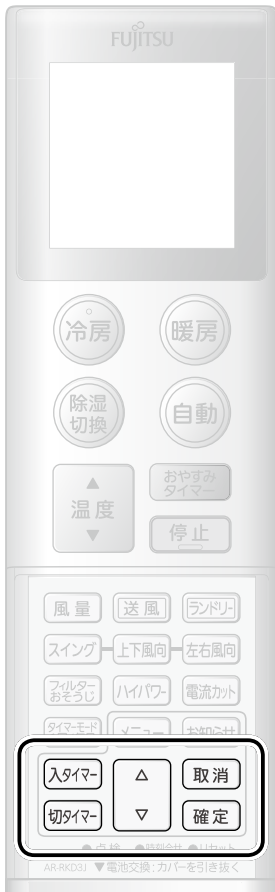 FUJITSU
冷房 暖房
除湿
切換
自動
▲
温度
▼
おやすみ
タイマー
停止
風量 送風 ランドリー
スイング 上下風向 左右風向
フィルター
おそうじ
ハイパワー 電流カット
タイマーモード
メニュー お知らせ
入タイマー △ 取消
切タイマー ▽ 確定
●点検 ●時刻合せ ●リセット
AR-RKD3J ▼電池交換:カバーを引き抜く